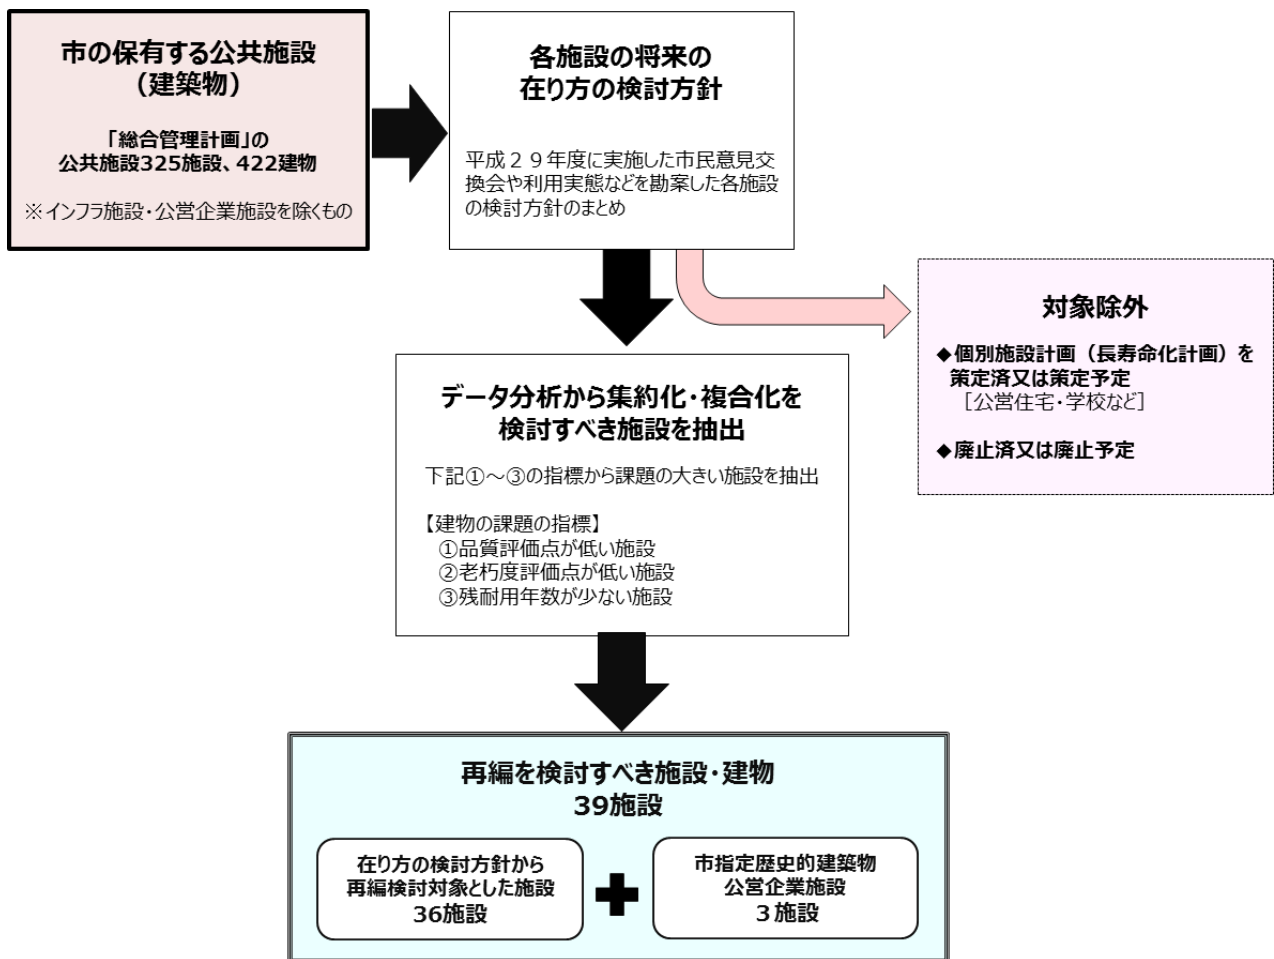 市の保有する公共施設
（建築物）
「総合管理計画」の
公共施設325施設、422建物
※インフラ施設・公営企業施設を除くもの
各施設の将来の
在り方の検討方針
平成２９年度に実施した市民意見交
換会や利用実態などを勘案した各施設
の検討方針のまとめ
対象除外
◆個別施設計画（長寿命化計画）を
策定済又は策定予定
［公営住宅・学校など］
◆廃止済又は廃止予定
データ分析から集約化・複合化を
検討すべき施設を抽出
下記①～③の指標から課題の大きい施設を抽出
【建物の課題の指標】
①品質評価点が低い施設
②老朽度評価点が低い施設
③残耐用年数が少ない施設
再編を検討すべき施設・建物
39施設
在り方の検討方針から
再編検討対象とした施設
36施設
市指定歴史的建築物
公営企業施設
３施設